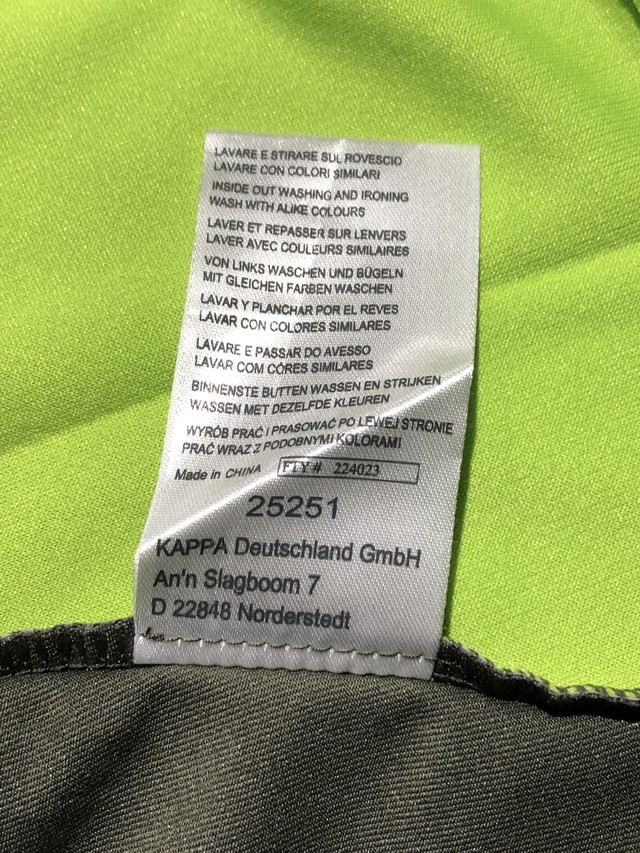 LAVARE E STIRARE SUL ROVESCIO
LAVARE CON COLORI SIMILARI
INSIDE OUT WASHING AND IRONING
WASH WITH ALIKE COLOURS
LAVER ET REPASSER SUR LENVERS
LAVER AVEC COULEURS SIMILAIRES
VON LINKS WASCHEN UND BÜGELN
MIT GLEICHEN FARBEN WASCHEN
LAVAR Y PLANCHAR POR EL REVES
LAVAR CON COLORES SIMILARES
LAVARE E PASSAR DO AVESSO
LAVAR COM CÓRES SIMILARES
BINNENSTE BUTTEN WASSEN EN STRIJKEN
WASSEN MET DEZELFDE KLEUREN
WYRÓB PRAĆ I PRASOWAĆ PO LEWEJ STRONIE
PRAĆ WRAZ Z PODOBNYMI KOLORAMI
Made in CHINA FTY# 224023
25251
KAPPA Deutschland GmbH
An'n Slagboom 7
D 22848 Norderstedt